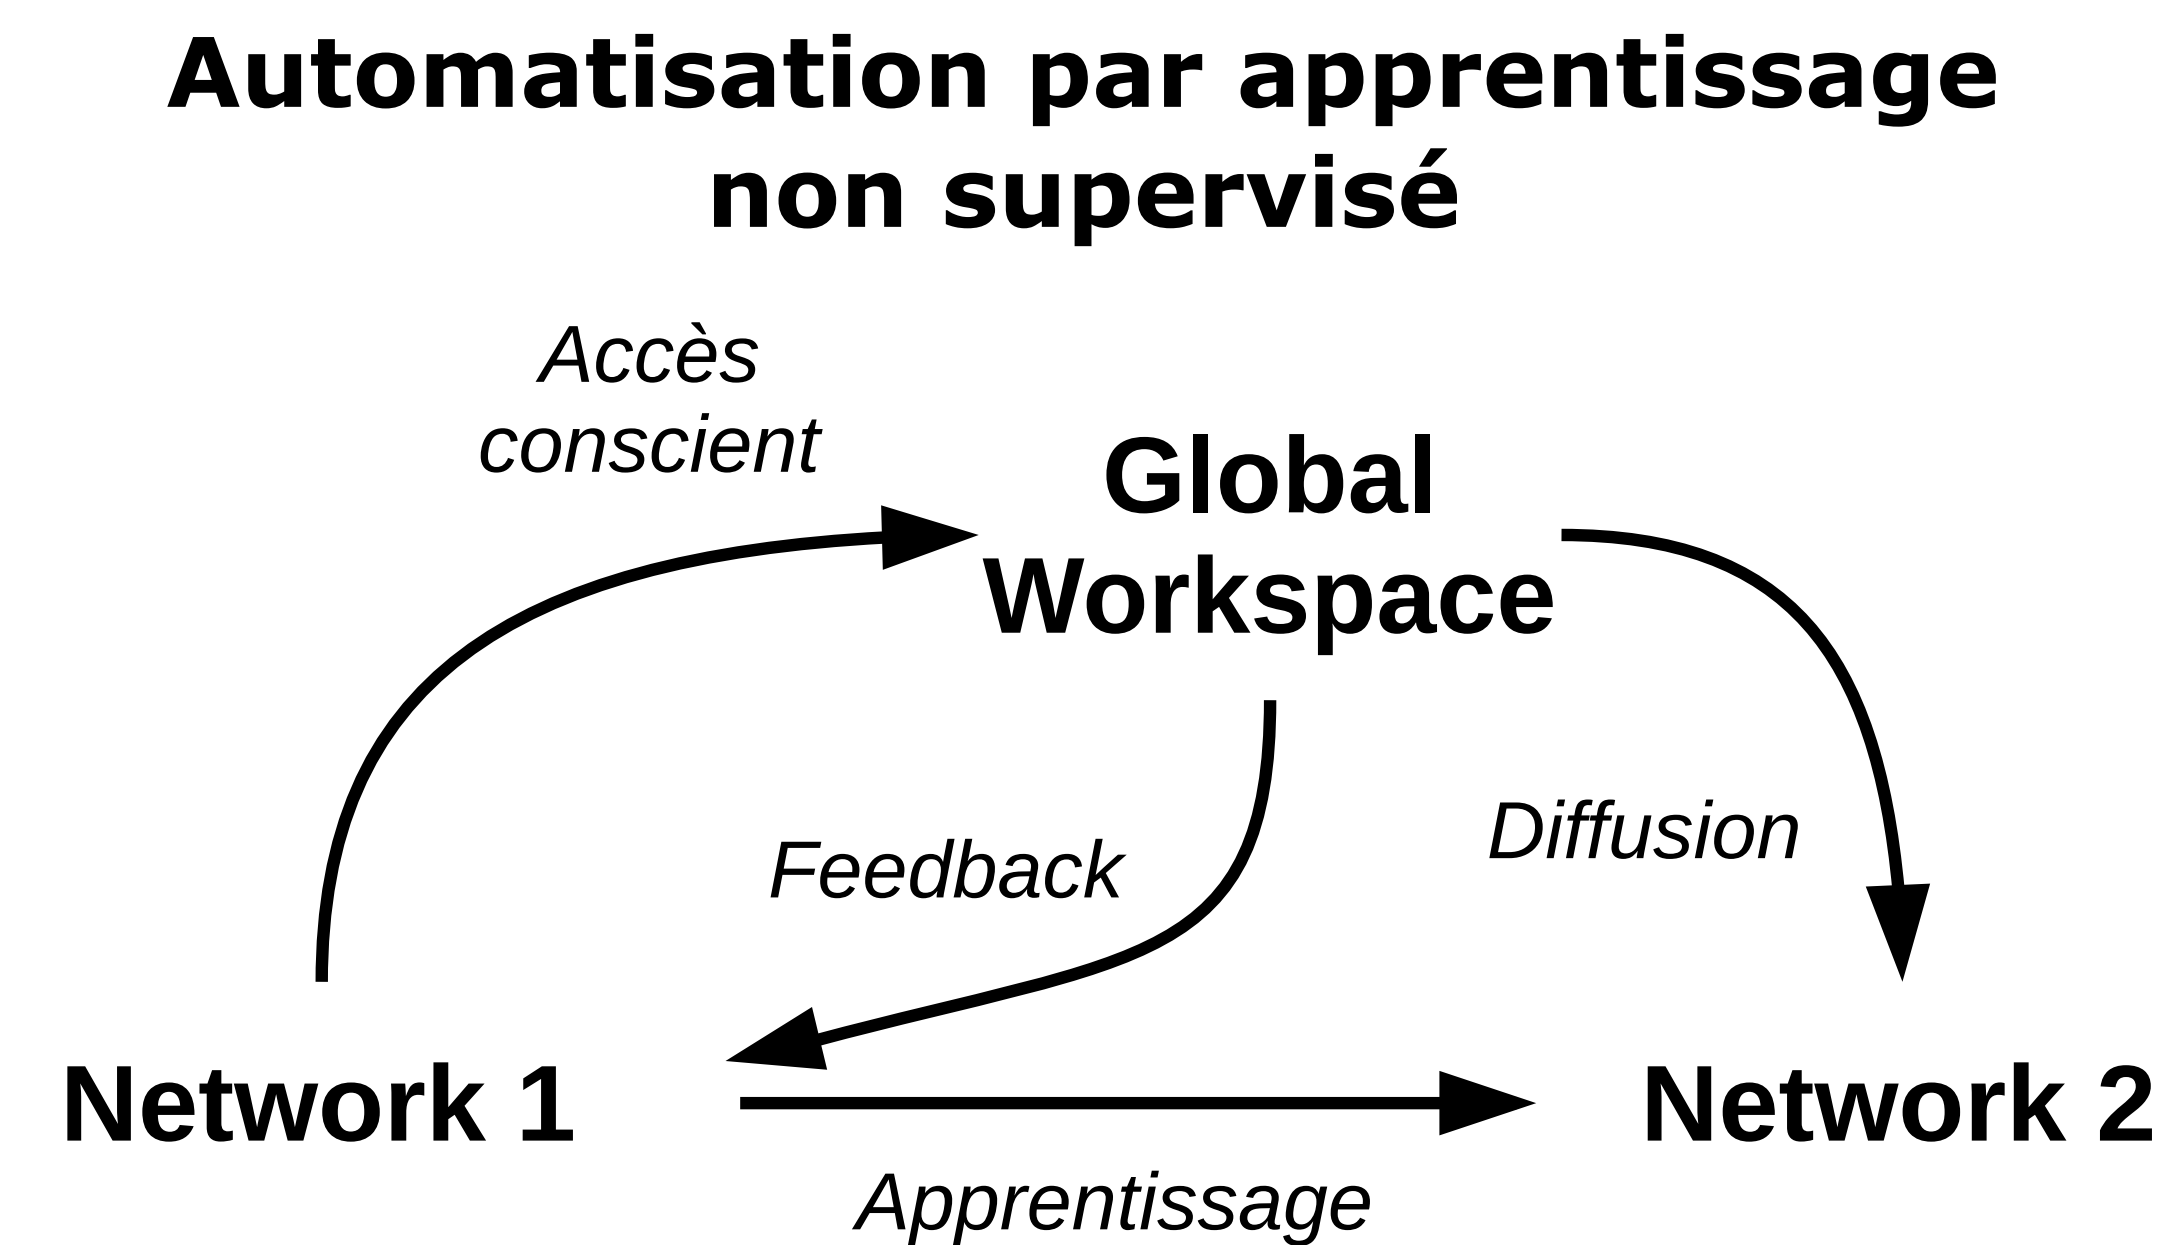 Automatisation par apprentissage
non supervisé
Accès
conscient
Global
Workspace
Feedback
Diffusion
Network 1
Network 2
Apprentissage